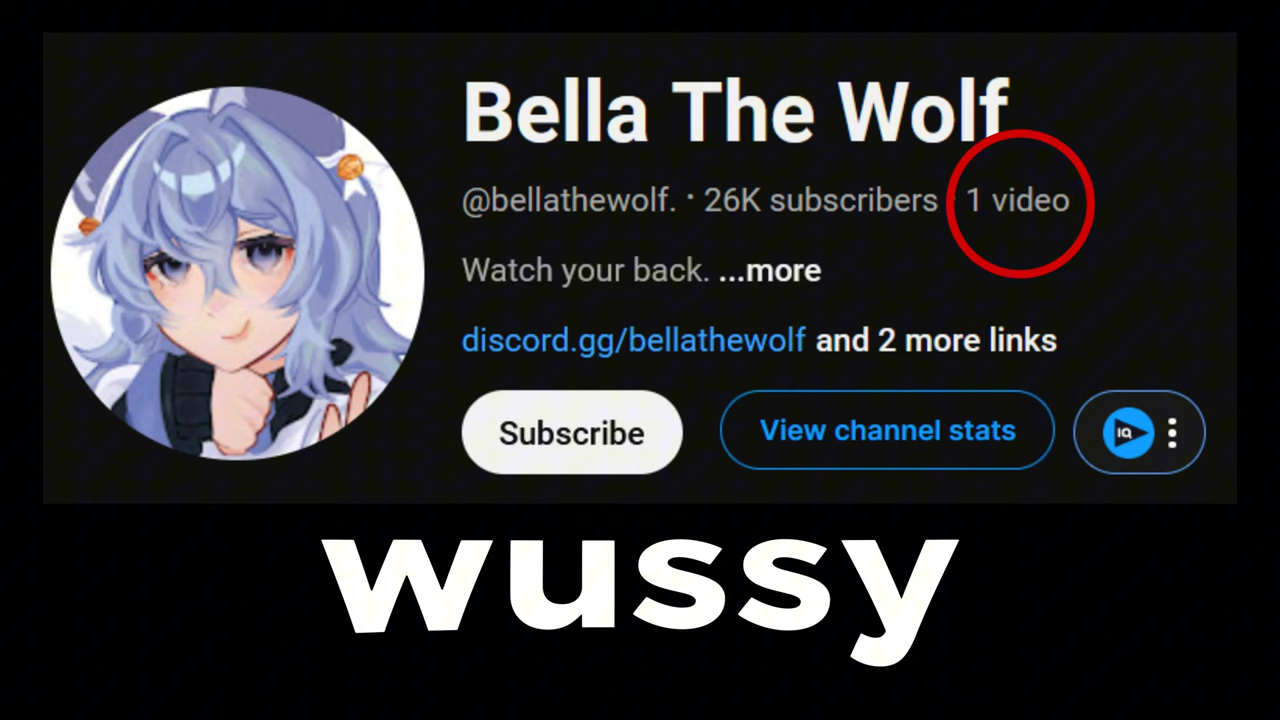 Bella The Wolf
@bellathewolf. · 26K subscribers · 1 video
Watch your back. ...more
discord.gg/bellathewolf and 2 more links
Subscribe View channel stats IQ
wussy